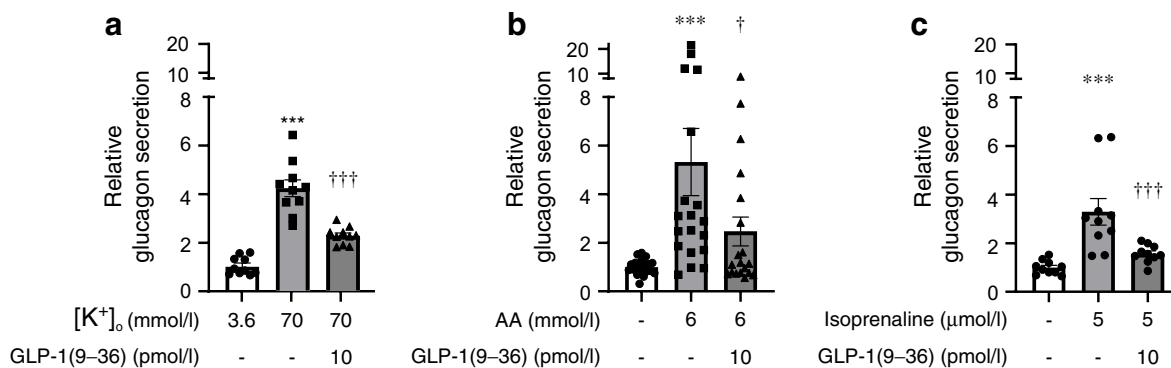 a
b
c
Relative
glucagon secretion
20
10
8
6
4
2
0
***
†††
[K+]o (mmol/l) 3.6 70 70
GLP-1(9–36) (pmol/l) - - 10
Relative
glucagon secretion
20
10
8
6
4
2
0
***
†
AA (mmol/l) - 6 6
GLP-1(9–36) (pmol/l) - - 10
Relative
glucagon secretion
20
10
8
6
4
2
0
***
†††
Isoprenaline (μmol/l) - 5 5
GLP-1(9–36) (pmol/l) - - 10